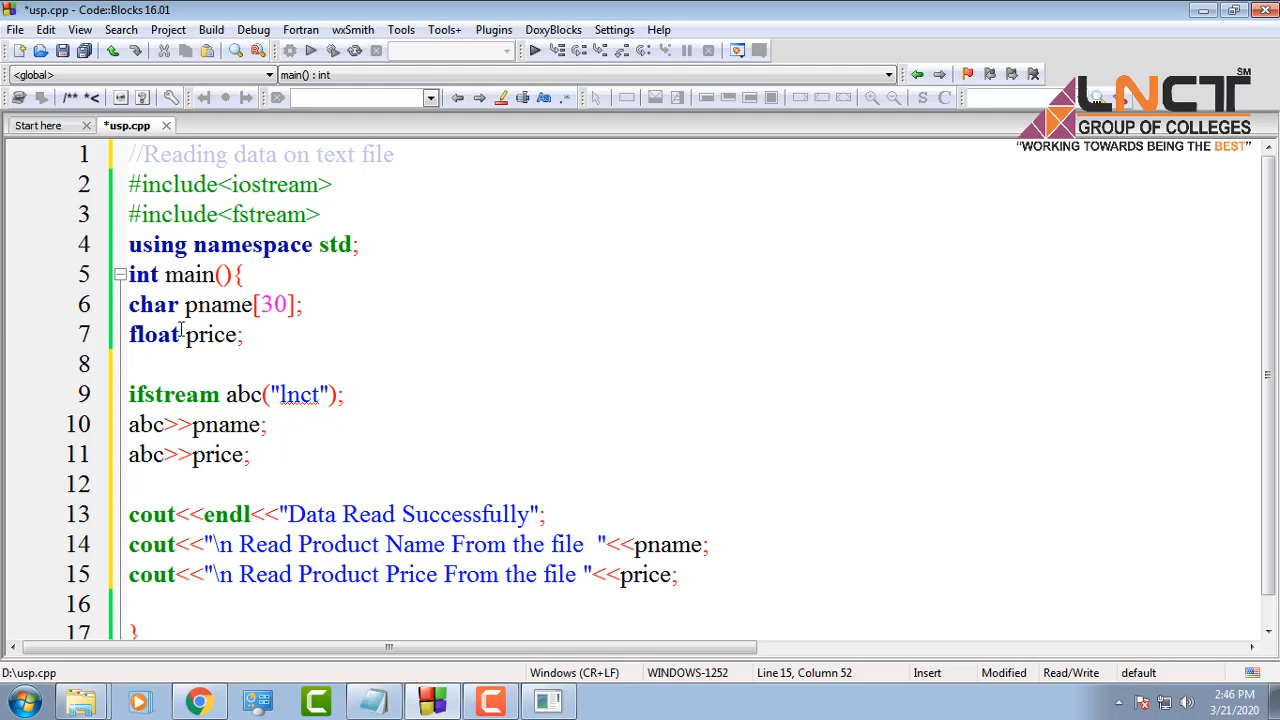 *usp.cpp - Code::Blocks 16.01
File Edit View Search Project Build Debug Fortran wxSmith Tools Tools+ Plugins DoxyBlocks Settings Help
<global> main() : int
/** *<
S C
LNCT SM
GROUP OF COLLEGES
"WORKING TOWARDS BEING THE BEST"
Start here *usp.cpp
1 //Reading data on text file
2 #include<iostream>
3 #include<fstream>
4 using namespace std;
5 int main(){
6 char pname[30];
7 float price;
8
9 ifstream abc("lnct");
10 abc>>pname;
11 abc>>price;
12
13 cout<<endl<<"Data Read Successfully";
14 cout<<"\n Read Product Name From the file  "<<pname;
15 cout<<"\n Read Product Price From the file "<<price;
16
17 }
D:\usp.cpp Windows (CR+LF) WINDOWS-1252 Line 15, Column 52 Insert Modified Read/Write default
2:46 PM
3/21/2020